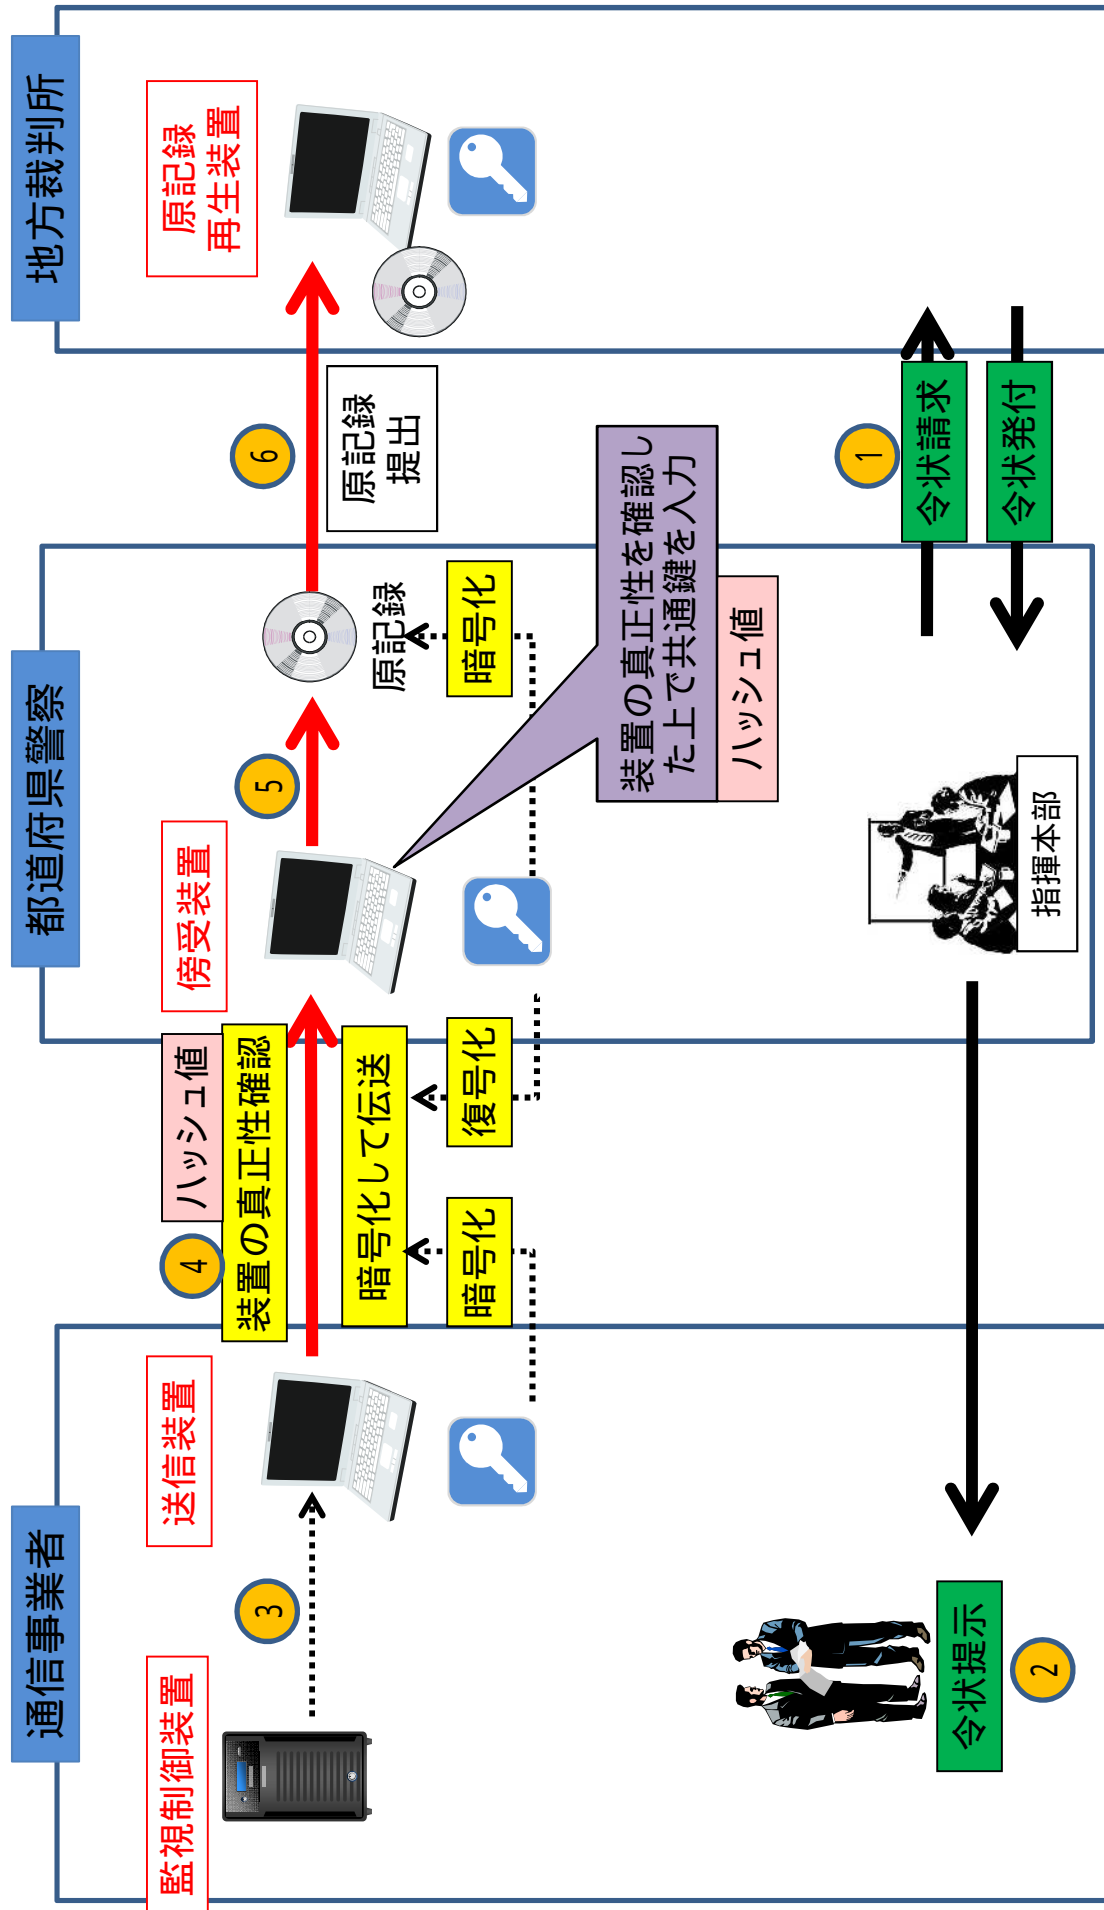 通信事業者
都道府県警察
地方裁判所
監視制御装置
送信装置
傍受装置
原記録
再生装置
3
4
ハッシュ値
装置の真正性確認
暗号化して伝送
暗号化
復号化
5
原記録
暗号化
6
原記録
提出
装置の真正性を確認し
た上で共通鍵を入力
ハッシュ値
1
令状請求
令状発付
指揮本部
令状提示
2